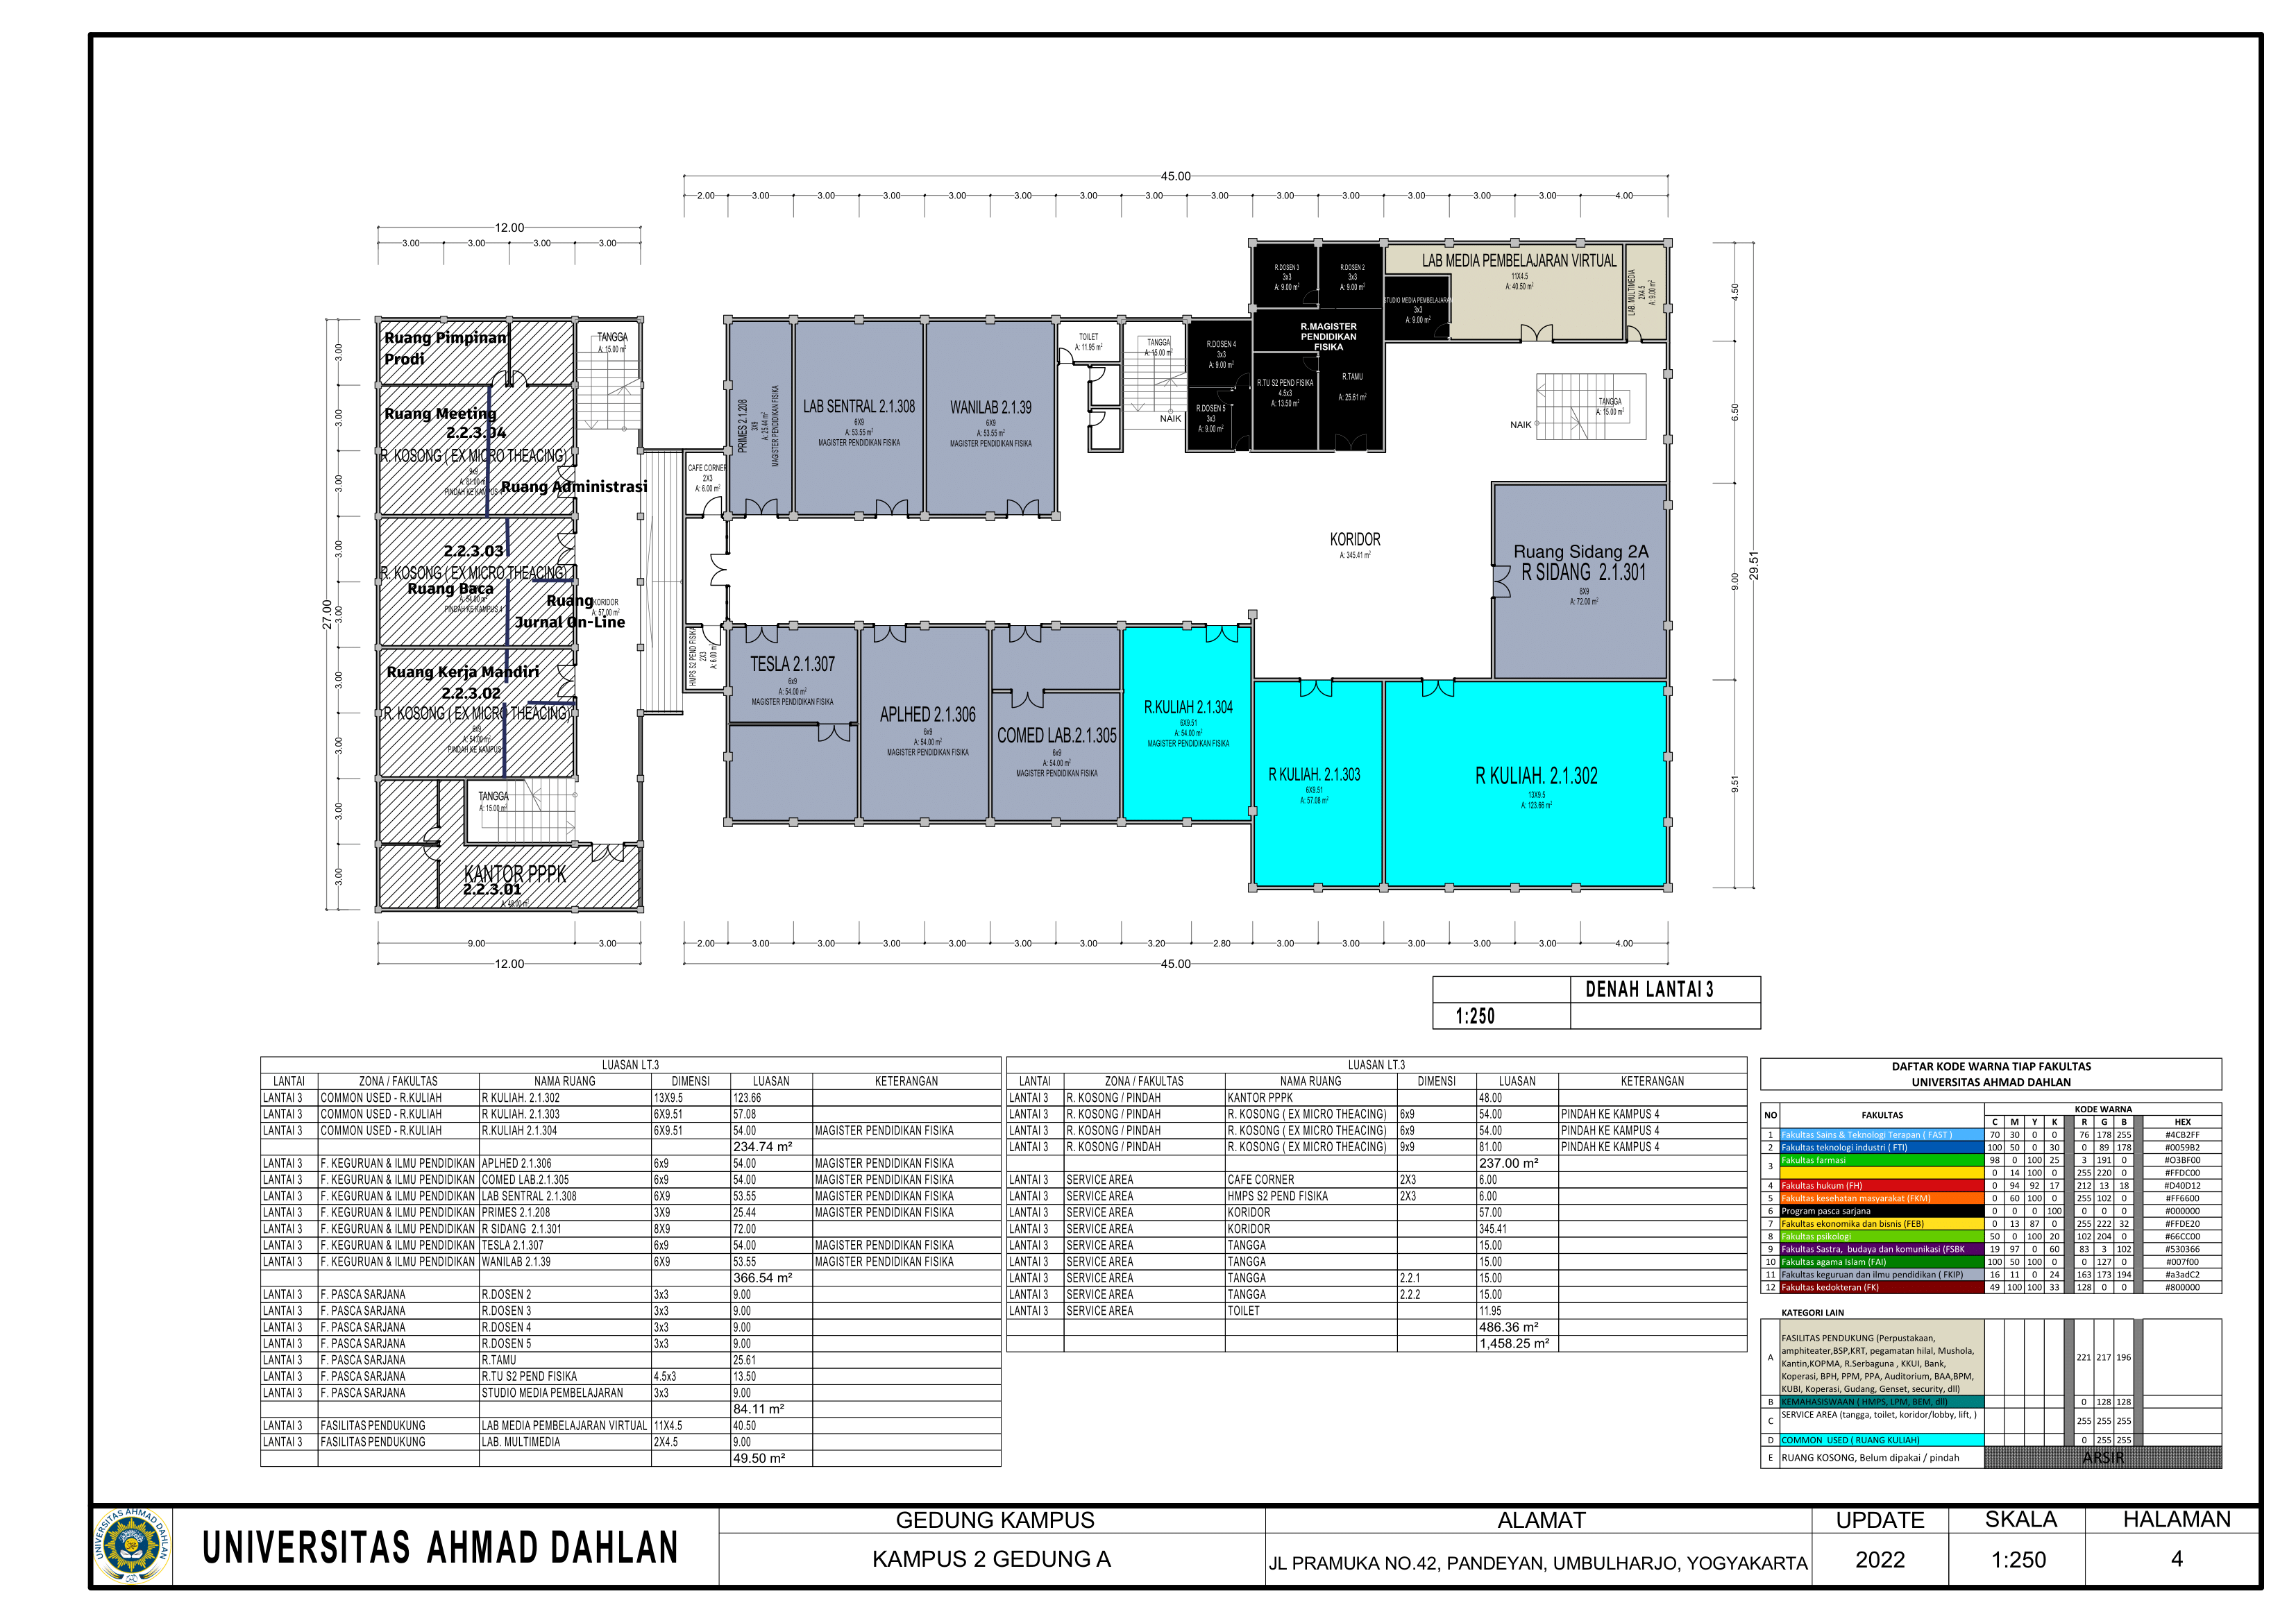 45.00
2.00 3.00 3.00 3.00 3.00 3.00 3.00 3.00 3.00 3.00 3.00 3.00 3.00 4.00
12.00
3.00 3.00 3.00 3.00
Ruang Pimpinan
Prodi
TANGGA
A: 15.00 m²
Ruang Meeting
2.2.3.04
R. KOSONG ( EX MICRO THEACING)
9x9
A: 81.00 m²
PINDAH KE KAMPUS 4
Ruang Administrasi
2.2.3.03
R. KOSONG ( EX MICRO THEACING)
Ruang Baca
A: 54.00 m²
PINDAH KE KAMPUS 4
Ruang
Jurnal On-Line
KORIDOR
A: 57.00 m²
Ruang Kerja Mandiri
2.2.3.02
R. KOSONG ( EX MICRO THEACING)
6x9
A: 54.00 m²
PINDAH KE KAMPUS
TANGGA
A: 15.00 m²
KANTOR PPPK
2.2.3.01
A: 48.00 m²
27.00
3.00 3.00 3.00 3.00 3.00 3.00 3.00 3.00 3.00
CAFE CORNER
2X3
A: 6.00 m²
HMPS S2 PEND FISIKA
2X3
A: 6.00 m²
PRIMES 2.1.208
3X9
A: 25.44 m²
MAGISTER PENDIDIKAN FISIKA
LAB SENTRAL 2.1.308
6X9
A: 53.55 m²
MAGISTER PENDIDIKAN FISIKA
WANILAB 2.1.39
6X9
A: 53.55 m²
MAGISTER PENDIDIKAN FISIKA
TOILET
A: 11.95 m²
TANGGA
A: 15.00 m²
NAIK
R.DOSEN 4
3x3
A: 9.00 m²
R.DOSEN 5
3x3
A: 9.00 m²
R.DOSEN 3
3x3
A: 9.00 m²
R.DOSEN 2
3x3
A: 9.00 m²
R.MAGISTER
PENDIDIKAN
FISIKA
R.TU S2 PEND FISIKA
4.5x3
A: 13.50 m²
R.TAMU
A: 25.61 m²
STUDIO MEDIA PEMBELAJARAN
3x3
A: 9.00 m²
LAB MEDIA PEMBELAJARAN VIRTUAL
11X4.5
A: 40.50 m²
LAB. MULTIMEDIA
2X4.5
A: 9.00 m²
TANGGA
A: 15.00 m²
NAIK
KORIDOR
A: 345.41 m²
Ruang Sidang 2A
R SIDANG 2.1.301
8X9
A: 72.00 m²
TESLA 2.1.307
6x9
A: 54.00 m²
MAGISTER PENDIDIKAN FISIKA
APLHED 2.1.306
6x9
A: 54.00 m²
MAGISTER PENDIDIKAN FISIKA
COMED LAB.2.1.305
6x9
A: 54.00 m²
MAGISTER PENDIDIKAN FISIKA
R.KULIAH 2.1.304
6X9.51
A: 54.00 m²
MAGISTER PENDIDIKAN FISIKA
R KULIAH. 2.1.303
6X9.51
A: 57.08 m²
R KULIAH. 2.1.302
13X9.5
A: 123.66 m²
4.50 6.50 9.00 9.51
29.51
9.00 3.00
12.00
2.00 3.00 3.00 3.00 3.00 3.00 3.00 3.20 2.80 3.00 3.00 3.00 3.00 3.00 4.00
45.00
DENAH LANTAI 3
1:250
LUASAN LT.3
LANTAI ZONA / FAKULTAS NAMA RUANG DIMENSI LUASAN KETERANGAN
LANTAI 3 COMMON USED - R.KULIAH R KULIAH. 2.1.302 13X9.5 123.66
LANTAI 3 COMMON USED - R.KULIAH R KULIAH. 2.1.303 6X9.51 57.08
LANTAI 3 COMMON USED - R.KULIAH R.KULIAH 2.1.304 6X9.51 54.00 MAGISTER PENDIDIKAN FISIKA
234.74 m²
LANTAI 3 F. KEGURUAN & ILMU PENDIDIKAN APLHED 2.1.306 6x9 54.00 MAGISTER PENDIDIKAN FISIKA
LANTAI 3 F. KEGURUAN & ILMU PENDIDIKAN COMED LAB.2.1.305 6x9 54.00 MAGISTER PENDIDIKAN FISIKA
LANTAI 3 F. KEGURUAN & ILMU PENDIDIKAN LAB SENTRAL 2.1.308 6X9 53.55 MAGISTER PENDIDIKAN FISIKA
LANTAI 3 F. KEGURUAN & ILMU PENDIDIKAN PRIMES 2.1.208 3X9 25.44 MAGISTER PENDIDIKAN FISIKA
LANTAI 3 F. KEGURUAN & ILMU PENDIDIKAN R SIDANG 2.1.301 8X9 72.00
LANTAI 3 F. KEGURUAN & ILMU PENDIDIKAN TESLA 2.1.307 6x9 54.00 MAGISTER PENDIDIKAN FISIKA
LANTAI 3 F. KEGURUAN & ILMU PENDIDIKAN WANILAB 2.1.39 6X9 53.55 MAGISTER PENDIDIKAN FISIKA
366.54 m²
LANTAI 3 F. PASCA SARJANA R.DOSEN 2 3x3 9.00
LANTAI 3 F. PASCA SARJANA R.DOSEN 3 3x3 9.00
LANTAI 3 F. PASCA SARJANA R.DOSEN 4 3x3 9.00
LANTAI 3 F. PASCA SARJANA R.DOSEN 5 3x3 9.00
LANTAI 3 F. PASCA SARJANA R.TAMU 25.61
LANTAI 3 F. PASCA SARJANA R.TU S2 PEND FISIKA 4.5x3 13.50
LANTAI 3 F. PASCA SARJANA STUDIO MEDIA PEMBELAJARAN 3x3 9.00
84.11 m²
LANTAI 3 FASILITAS PENDUKUNG LAB MEDIA PEMBELAJARAN VIRTUAL 11X4.5 40.50
LANTAI 3 FASILITAS PENDUKUNG LAB. MULTIMEDIA 2X4.5 9.00
49.50 m²
LUASAN LT.3
LANTAI ZONA / FAKULTAS NAMA RUANG DIMENSI LUASAN KETERANGAN
LANTAI 3 R. KOSONG / PINDAH KANTOR PPPK 48.00
LANTAI 3 R. KOSONG / PINDAH R. KOSONG ( EX MICRO THEACING) 6x9 54.00 PINDAH KE KAMPUS 4
LANTAI 3 R. KOSONG / PINDAH R. KOSONG ( EX MICRO THEACING) 6x9 54.00 PINDAH KE KAMPUS 4
LANTAI 3 R. KOSONG / PINDAH R. KOSONG ( EX MICRO THEACING) 9x9 81.00 PINDAH KE KAMPUS 4
237.00 m²
LANTAI 3 SERVICE AREA CAFE CORNER 2X3 6.00
LANTAI 3 SERVICE AREA HMPS S2 PEND FISIKA 2X3 6.00
LANTAI 3 SERVICE AREA KORIDOR 57.00
LANTAI 3 SERVICE AREA KORIDOR 345.41
LANTAI 3 SERVICE AREA TANGGA 15.00
LANTAI 3 SERVICE AREA TANGGA 15.00
LANTAI 3 SERVICE AREA TANGGA 2.2.1 15.00
LANTAI 3 SERVICE AREA TANGGA 2.2.2 15.00
LANTAI 3 SERVICE AREA TOILET 11.95
486.36 m²
1,458.25 m²
DAFTAR KODE WARNA TIAP FAKULTAS
UNIVERSITAS AHMAD DAHLAN
NO FAKULTAS KODE WARNA
C M Y K R G B HEX
1 Fakultas Sains & Teknologi Terapan ( FAST ) 70 30 0 0 76 178 255 #4CB2FF
2 Fakultas teknologi industri ( FTI) 100 50 0 30 0 89 178 #0059B2
3 Fakultas farmasi 98 0 100 25 3 191 0 #O3BF00
0 14 100 0 255 220 0 #FFDC00
4 Fakultas hukum (FH) 0 94 92 17 212 13 18 #D40D12
5 Fakultas kesehatan masyarakat (FKM) 0 60 100 0 255 102 0 #FF6600
6 Program pasca sarjana 0 0 0 100 0 0 0 #000000
7 Fakultas ekonomika dan bisnis (FEB) 0 13 87 0 255 222 32 #FFDE20
8 Fakultas psikologi 50 0 100 20 102 204 0 #66CC00
9 Fakultas Sastra, budaya dan komunikasi (FSBK 19 97 0 60 83 3 102 #530366
10 Fakultas agama Islam (FAI) 100 50 100 0 0 127 0 #007f00
11 Fakultas keguruan dan ilmu pendidikan ( FKIP) 16 11 0 24 163 173 194 #a3adC2
12 Fakultas kedokteran (FK) 49 100 100 33 128 0 0 #800000
KATEGORI LAIN
A FASILITAS PENDUKUNG (Perpustakaan,
amphiteater,BSP,KRT, pegamatan hilal, Mushola,
Kantin,KOPMA, R.Serbaguna , KKUI, Bank,
Koperasi, BPH, PPM, PPA, Auditorium, BAA,BPM,
KUBI, Koperasi, Gudang, Genset, security, dll) 221 217 196
B KEMAHASISWAAN ( HMPS, LPM, BEM, dll) 0 128 128
C SERVICE AREA (tangga, toilet, koridor/lobby, lift, ) 255 255 255
D COMMON USED ( RUANG KULIAH) 0 255 255
E RUANG KOSONG, Belum dipakai / pindah ARSIR
UNIVERSITAS AHMAD DAHLAN
UNIVERSITAS AHMAD DAHLAN
GEDUNG KAMPUS ALAMAT UPDATE SKALA HALAMAN
KAMPUS 2 GEDUNG A JL PRAMUKA NO.42, PANDEYAN, UMBULHARJO, YOGYAKARTA 2022 1:250 4